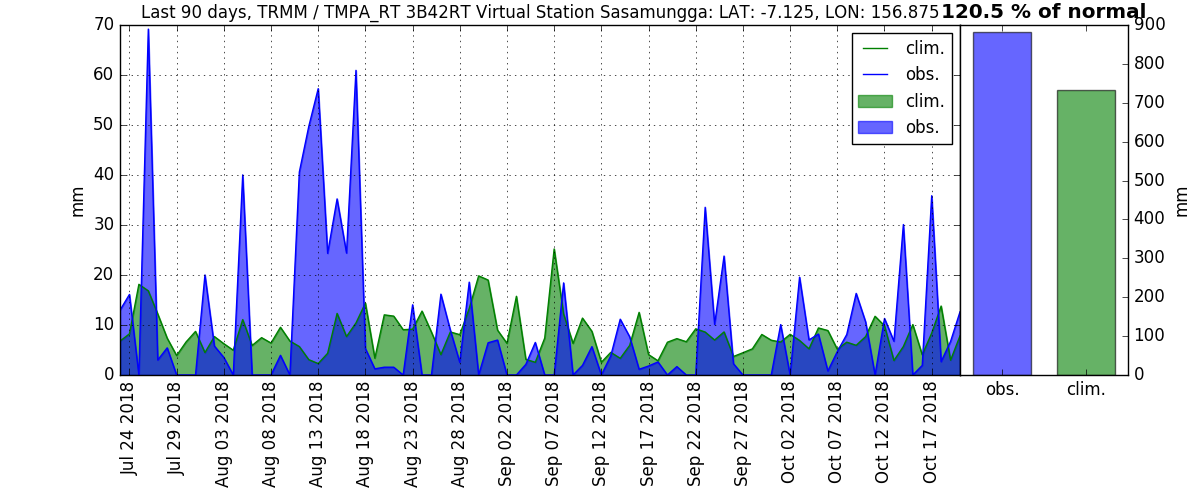 Last 90 days, TRMM / TMPA_RT 3B42RT Virtual Station Sasamungga: LAT: -7.125, LON: 156.875
120.5 % of normal
70
60
50
40
30
20
10
0
mm
clim.
obs.
clim.
obs.
Jul 24 2018
Jul 29 2018
Aug 03 2018
Aug 08 2018
Aug 13 2018
Aug 18 2018
Aug 23 2018
Aug 28 2018
Sep 02 2018
Sep 07 2018
Sep 12 2018
Sep 17 2018
Sep 22 2018
Sep 27 2018
Oct 02 2018
Oct 07 2018
Oct 12 2018
Oct 17 2018
900
800
700
600
500
400
300
200
100
0
mm
obs.
clim.